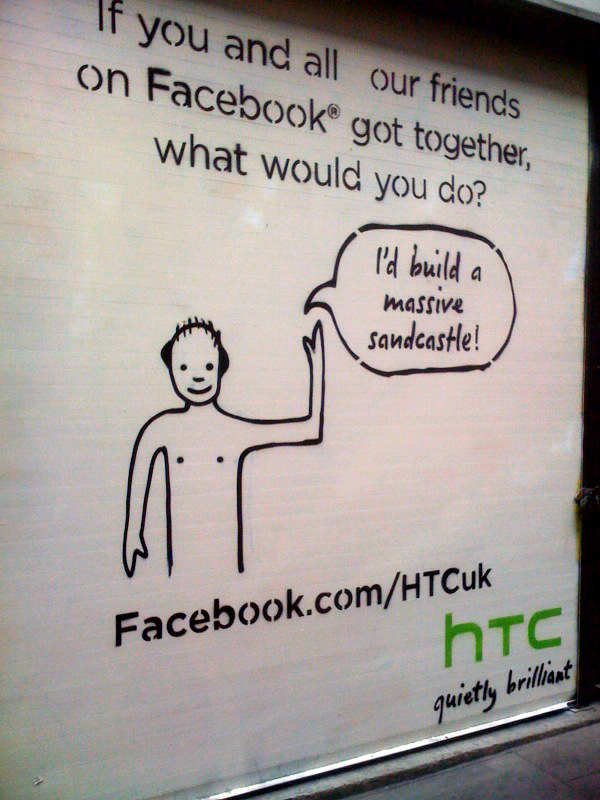 If you and all our friends
on Facebook® got together,
what would you do?
I'd build a
massive
sandcastle!
Facebook.com/HTCuk
hTC
quietly brilliant